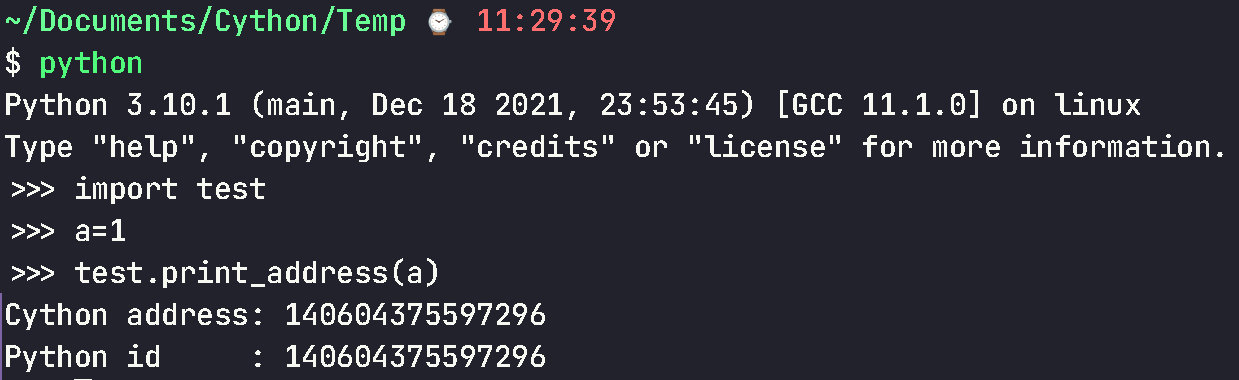 ~/Documents/Cython/Temp ⌚ 11:29:39
$ python
Python 3.10.1 (main, Dec 18 2021, 23:53:45) [GCC 11.1.0] on linux
Type "help", "copyright", "credits" or "license" for more information.
>>> import test
>>> a=1
>>> test.print_address(a)
Cython address: 140604375597296
Python id     : 140604375597296